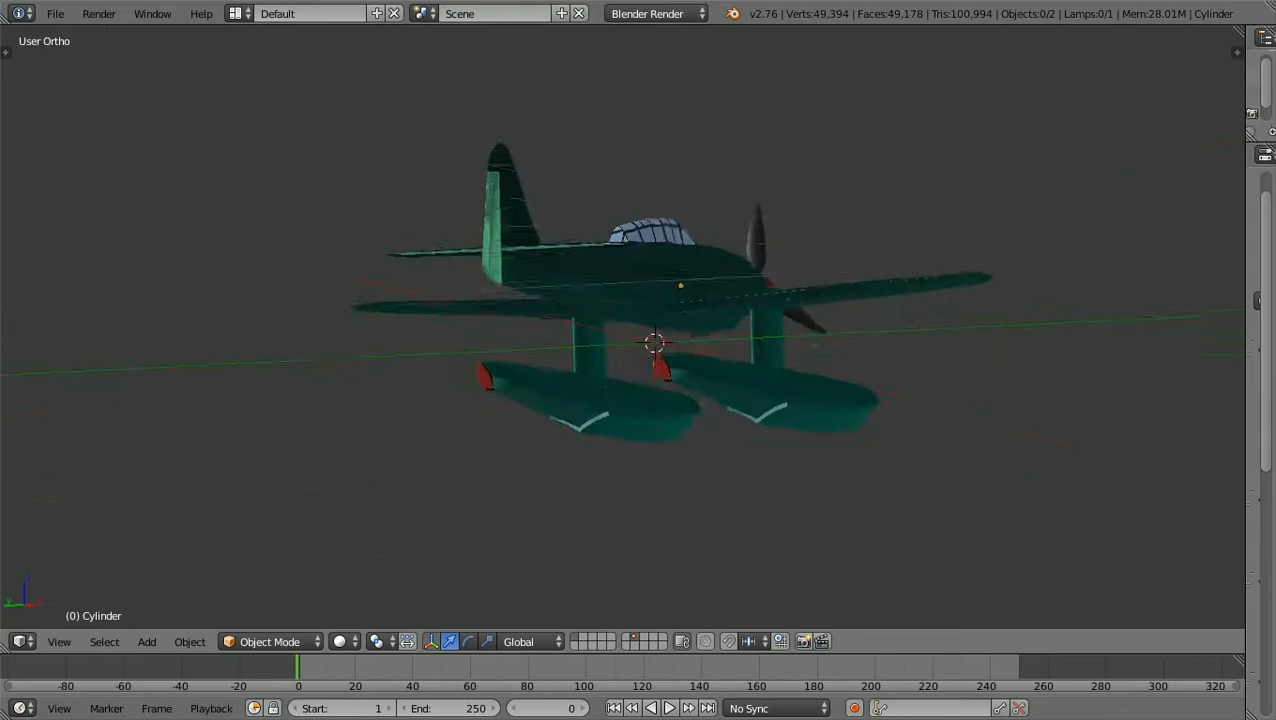 File Render Window Help Default Scene Blender Render v2.76 | Verts:49,394 | Faces:49,178 | Tris:100,994 | Objects:0/2 | Lamps:0/1 | Mem:28.01M | Cylinder
User Ortho
(0) Cylinder
View Select Add Object Object Mode Global
-80 -60 -40 -20 0 20 40 60 80 100 120 140 160 180 200 220 240 260 280 300 320
View Marker Frame Playback Start: 1 End: 250 0 No Sync